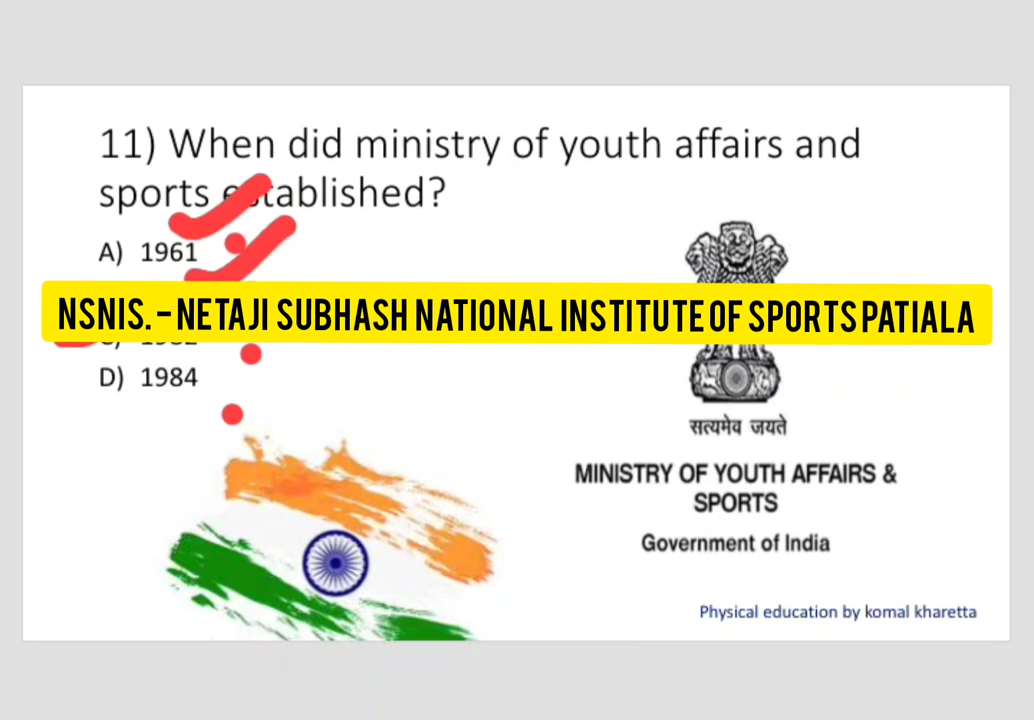 11) When did ministry of youth affairs and
sports established?
A) 1961
NSNIS. - NETAJI SUBHASH NATIONAL INSTITUTE OF SPORTS PATIALA
D) 1984
सत्यमेव जयते
MINISTRY OF YOUTH AFFAIRS &
SPORTS
Government of India
Physical education by komal kharetta